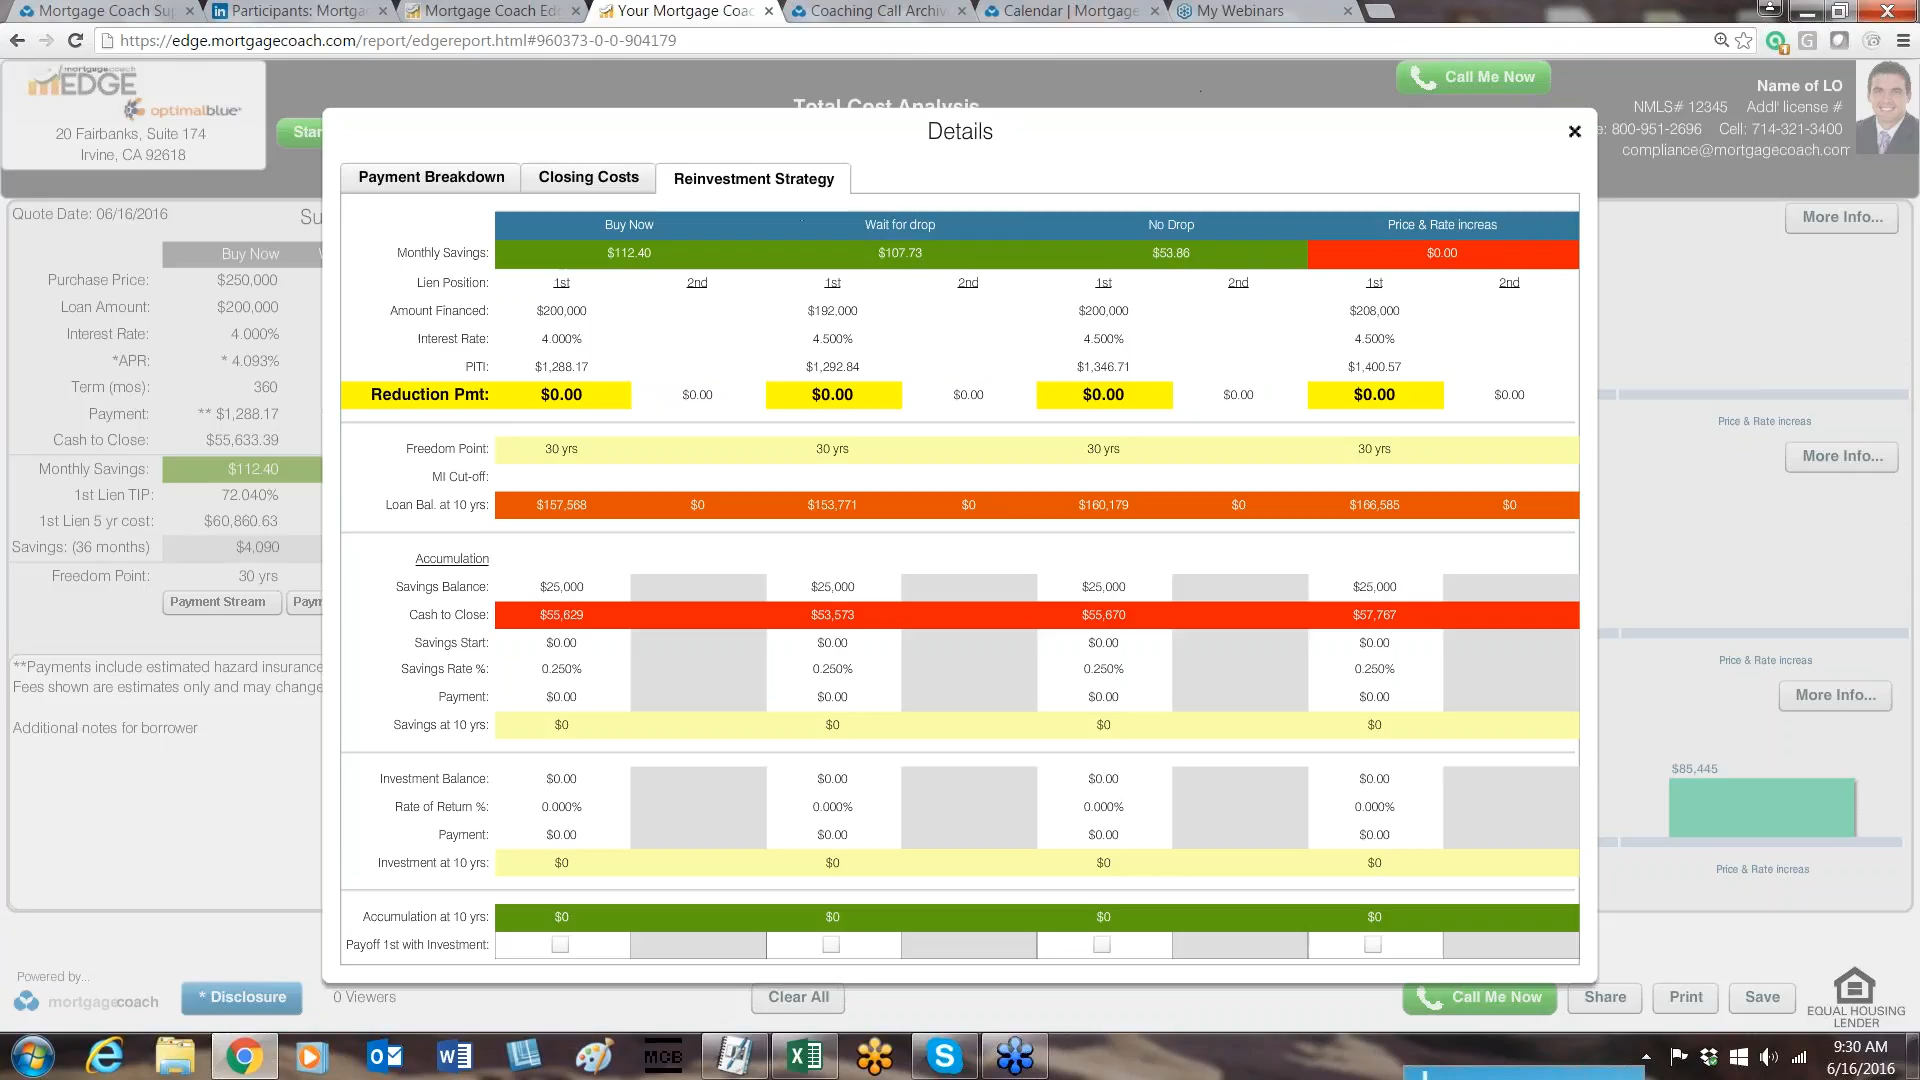 Mortgage Coach Sup
Participants: Mortga
Mortgage Coach Edg
Your Mortgage Coac
Coaching Call Archiv
Calendar | Mortgage
My Webinars
https://edge.mortgagecoach.com/report/edgereport.html#960373-0-0-904179
mortgagecoach
EDGE
optimalblue
20 Fairbanks, Suite 174
Irvine, CA 92618
Star
Total Cost Analysis
Call Me Now
Name of LO
NMLS# 12345 Addl' license #
e: 800-951-2696 Cell: 714-321-3400
compliance@mortgagecoach.com
Details
Payment Breakdown Closing Costs Reinvestment Strategy
Quote Date: 06/16/2016
Su
More Info...
Buy Now
Purchase Price: $250,000
Loan Amount: $200,000
Interest Rate: 4.000%
*APR: * 4.093%
Term (mos): 360
Payment: ** $1,288.17
Cash to Close: $55,633.39
Monthly Savings: $112.40
1st Lien TIP: 72.040%
1st Lien 5 yr cost: $60,860.63
Savings: (36 months) $4,090
Freedom Point: 30 yrs
Payment Stream Paym
**Payments include estimated hazard insurance
Fees shown are estimates only and may change
Additional notes for borrower
Buy Now Wait for drop No Drop Price & Rate increas
Monthly Savings: $112.40 $107.73 $53.86 $0.00
Lien Position: 1st 2nd 1st 2nd 1st 2nd 1st 2nd
Amount Financed: $200,000 $192,000 $200,000 $208,000
Interest Rate: 4.000% 4.500% 4.500% 4.500%
PITI: $1,288.17 $1,292.84 $1,346.71 $1,400.57
Reduction Pmt: $0.00 $0.00 $0.00 $0.00 $0.00 $0.00 $0.00 $0.00
Freedom Point: 30 yrs 30 yrs 30 yrs 30 yrs
MI Cut-off:
Loan Bal. at 10 yrs: $157,568 $0 $153,771 $0 $160,179 $0 $166,585 $0
Accumulation
Savings Balance: $25,000 $25,000 $25,000 $25,000
Cash to Close: $55,629 $53,573 $55,670 $57,767
Savings Start: $0.00 $0.00 $0.00 $0.00
Savings Rate %: 0.250% 0.250% 0.250% 0.250%
Payment: $0.00 $0.00 $0.00 $0.00
Savings at 10 yrs: $0 $0 $0 $0
Investment Balance: $0.00 $0.00 $0.00 $0.00
Rate of Return %: 0.000% 0.000% 0.000% 0.000%
Payment: $0.00 $0.00 $0.00 $0.00
Investment at 10 yrs: $0 $0 $0 $0
Accumulation at 10 yrs: $0 $0 $0 $0
Payoff 1st with Investment:
Price & Rate increas
More Info...
Price & Rate increas
More Info...
$85,445
Price & Rate increas
Powered by...
mortgagecoach
* Disclosure
0 Viewers
Clear All
Call Me Now
Share
Print
Save
EQUAL HOUSING
LENDER
MCB
9:30 AM
6/16/2016